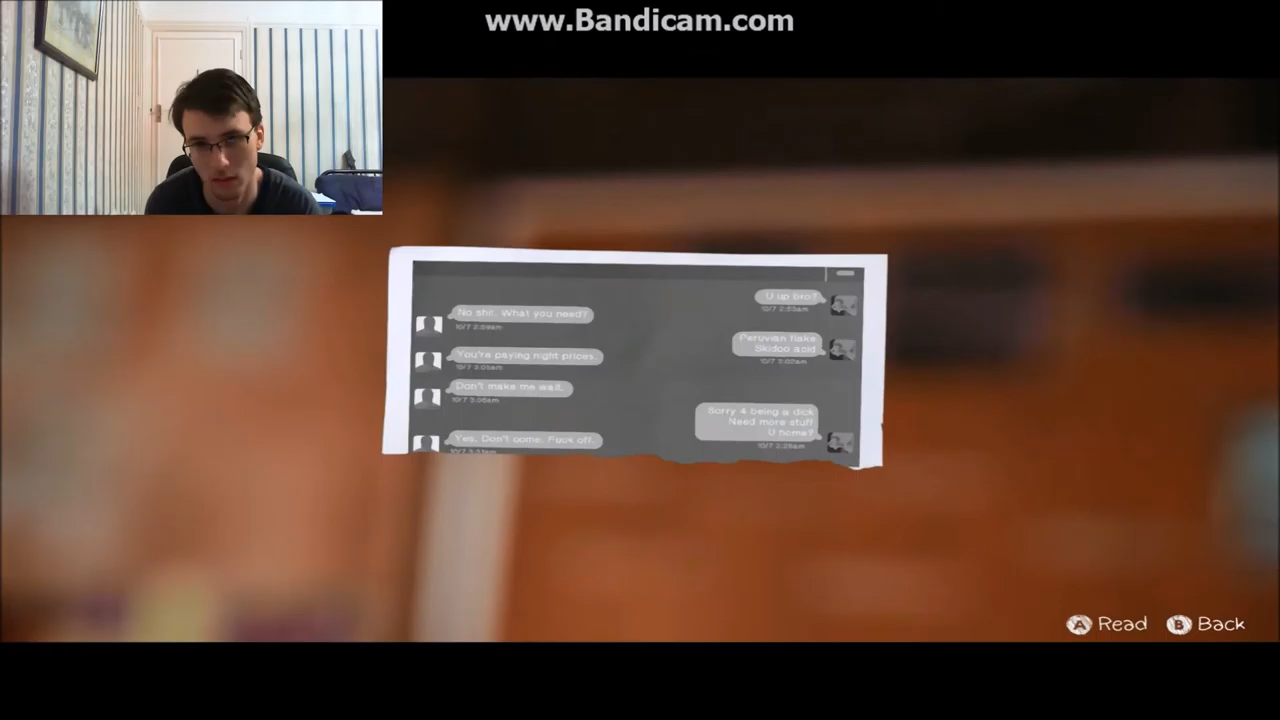 www.Bandicam.com
U up bro?
10/7 2:53am
No shit. What you need?
10/7 2:59am
Peruvian flake
Skidoo acid
10/7 3:02am
You're paying night prices.
10/7 3:05am
Don't make me wait.
10/7 3:06am
Sorry 4 being a dick
Need more stuff
U home?
10/7 2:28am
Yes. Don't come. Fuck off.
A Read B Back